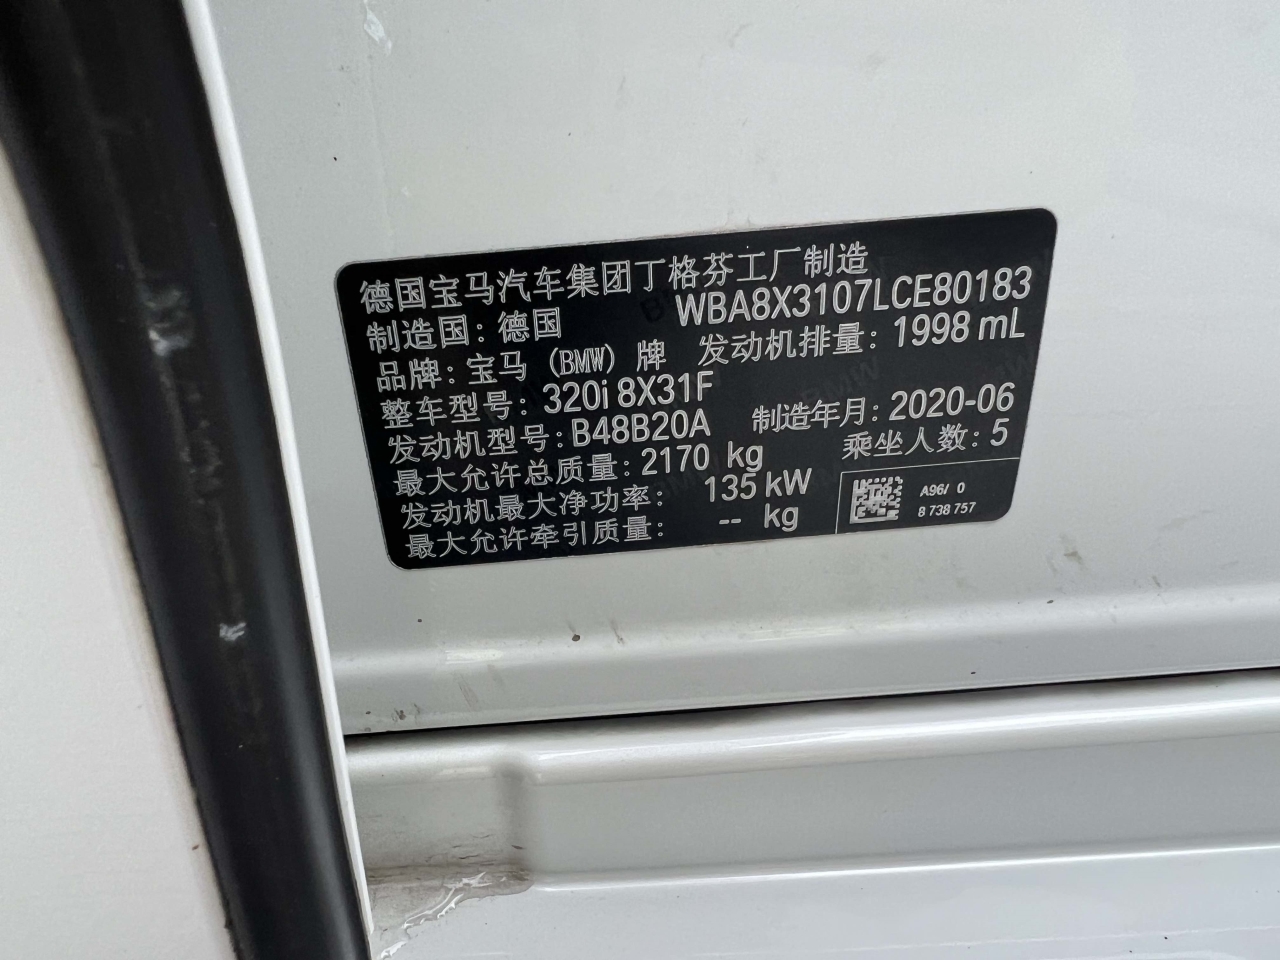 德国宝马汽车集团丁格芬工厂制造
制造国：德国 WBA8X3107LCE80183
品牌：宝马（BMW）牌 发动机排量：1998 mL
整车型号：320i 8X31F
发动机型号：B48B20A 制造年月：2020-06
最大允许总质量：2170 kg 乘坐人数：5
发动机最大净功率： 135 kW
最大允许牵引质量： -- kg
A96/ 0
8 738 757